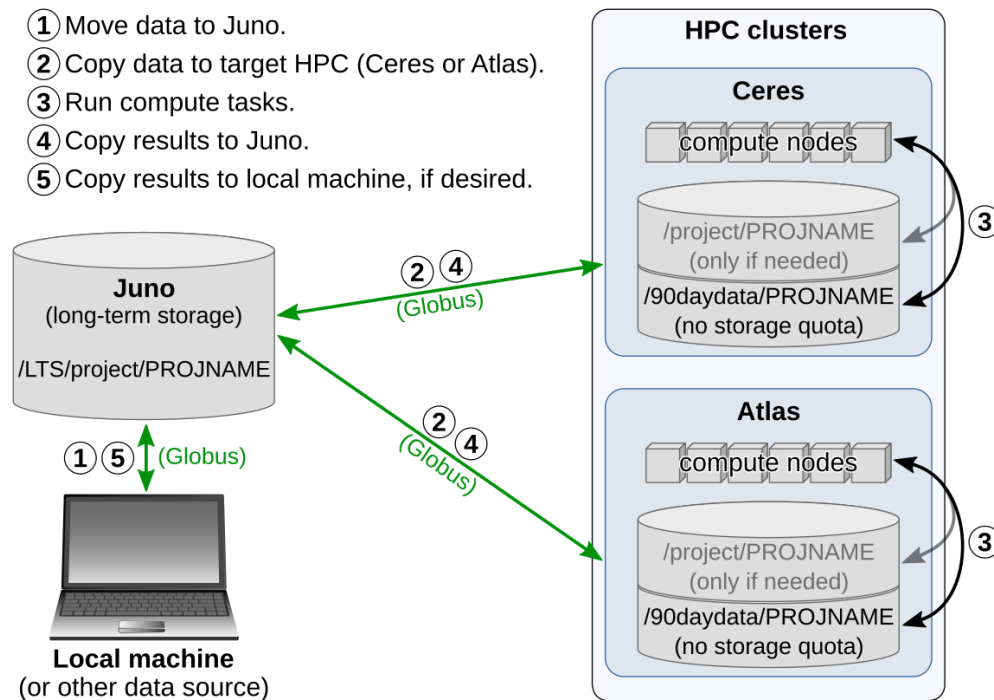 1 Move data to Juno.
2 Copy data to target HPC (Ceres or Atlas).
3 Run compute tasks.
4 Copy results to Juno.
5 Copy results to local machine, if desired.
HPC clusters
Ceres
compute nodes
3
/project/PROJNAME
(only if needed)
/90daydata/PROJNAME
(no storage quota)
2 4
(Globus)
Juno
(long-term storage)
/LTS/project/PROJNAME
2 4
(Globus)
Atlas
compute nodes
3
/project/PROJNAME
(only if needed)
/90daydata/PROJNAME
(no storage quota)
1 5 (Globus)
Local machine
(or other data source)